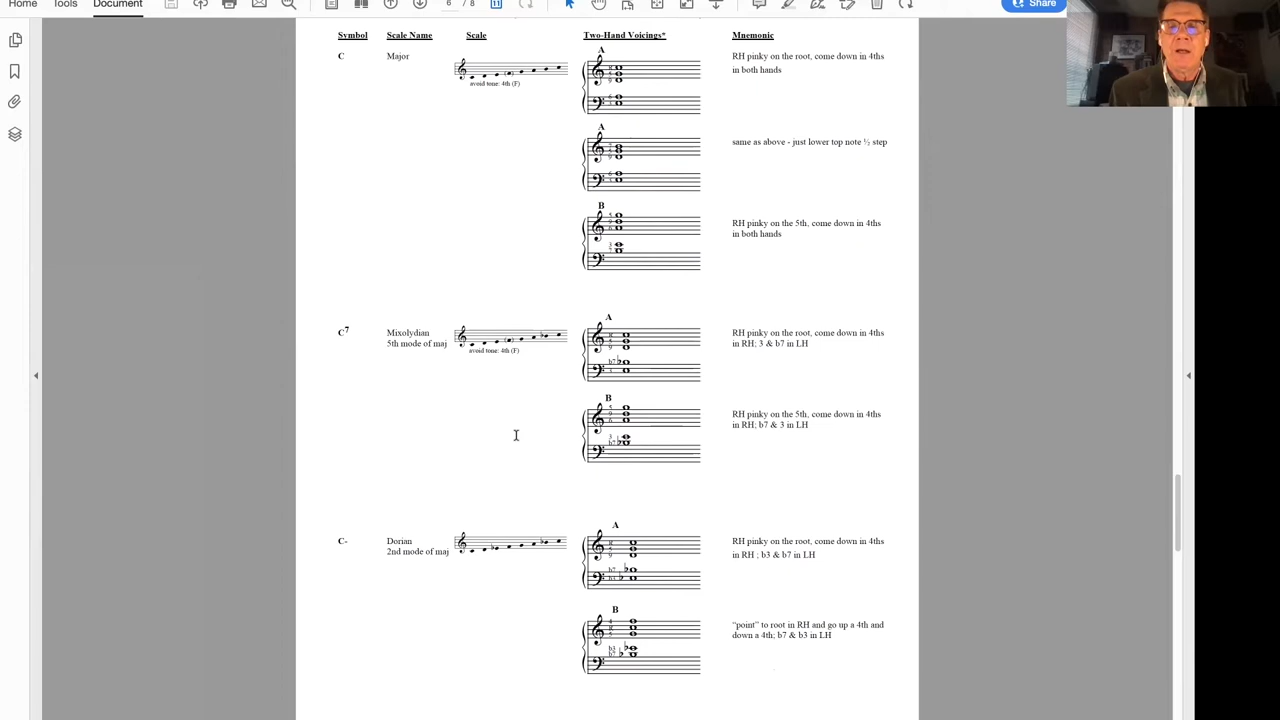 Home Tools Document 6 / 8 Share
Symbol Scale Name Scale Two-Hand Voicings* Mnemonic
C Major A RH pinky on the root, come down in 4ths
in both hands
avoid tone: 4th (F)
A
same as above - just lower top note ½ step
B
RH pinky on the 5th, come down in 4ths
in both hands
C7 Mixolydian A RH pinky on the root, come down in 4ths
5th mode of maj in RH; 3 & b7 in LH
avoid tone: 4th (F)
B
RH pinky on the 5th, come down in 4ths
in RH; b7 & 3 in LH
C- Dorian A RH pinky on the root, come down in 4ths
2nd mode of maj in RH ; b3 & b7 in LH
B
“point” to root in RH and go up a 4th and
down a 4th; b7 & b3 in LH